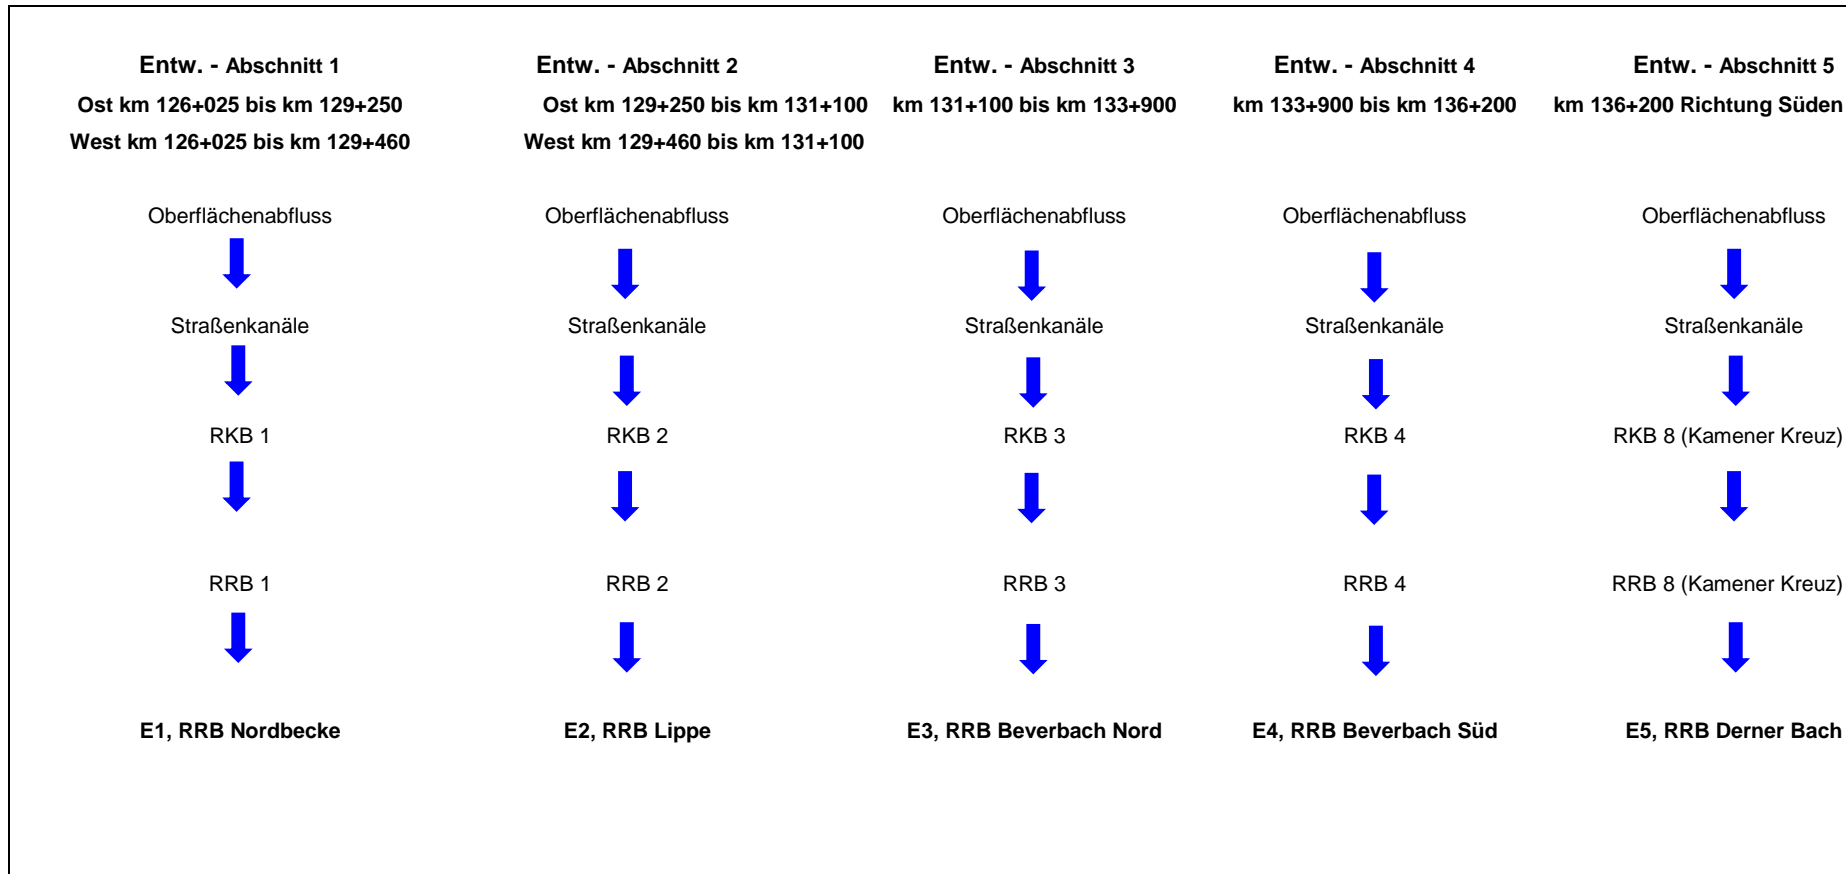 Entw. - Abschnitt 1
Ost km 126+025 bis km 129+250
West km 126+025 bis km 129+460
Oberflächenabfluss
Straßenkanäle
RKB 1
RRB 1
E1, RRB Nordbecke
Entw. - Abschnitt 2
Ost km 129+250 bis km 131+100
West km 129+460 bis km 131+100
Oberflächenabfluss
Straßenkanäle
RKB 2
RRB 2
E2, RRB Lippe
Entw. - Abschnitt 3
km 131+100 bis km 133+900
Oberflächenabfluss
Straßenkanäle
RKB 3
RRB 3
E3, RRB Beverbach Nord
Entw. - Abschnitt 4
km 133+900 bis km 136+200
Oberflächenabfluss
Straßenkanäle
RKB 4
RRB 4
E4, RRB Beverbach Süd
Entw. - Abschnitt 5
km 136+200 Richtung Süden
Oberflächenabfluss
Straßenkanäle
RKB 8 (Kamener Kreuz)
RRB 8 (Kamener Kreuz)
E5, RRB Derner Bach